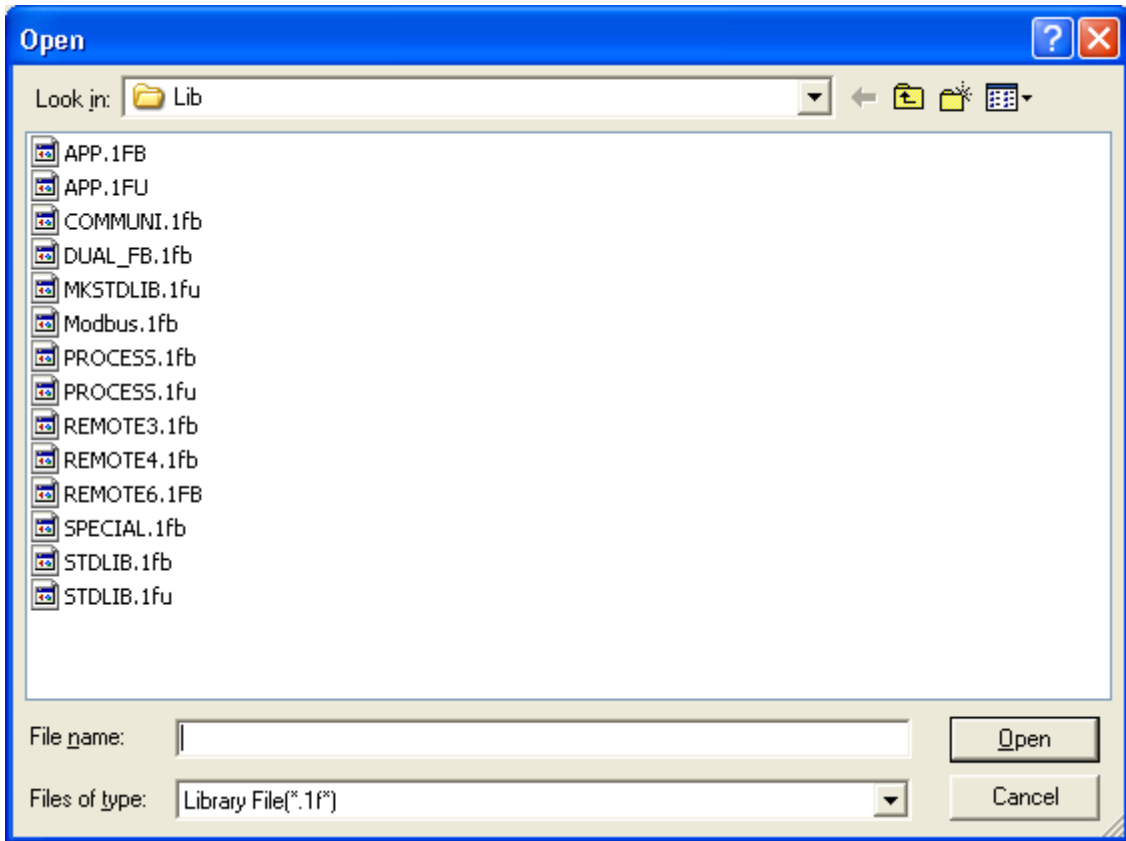 Open
Look in: Lib
APP.1FB
APP.1FU
COMMUNI.1fb
DUAL_FB.1fb
MKSTDLIB.1fu
Modbus.1fb
PROCESS.1fb
PROCESS.1fu
REMOTE3.1fb
REMOTE4.1fb
REMOTE6.1FB
SPECIAL.1fb
STDLIB.1fb
STDLIB.1fu
File name: Open
Files of type: Library File(*.1f*) Cancel